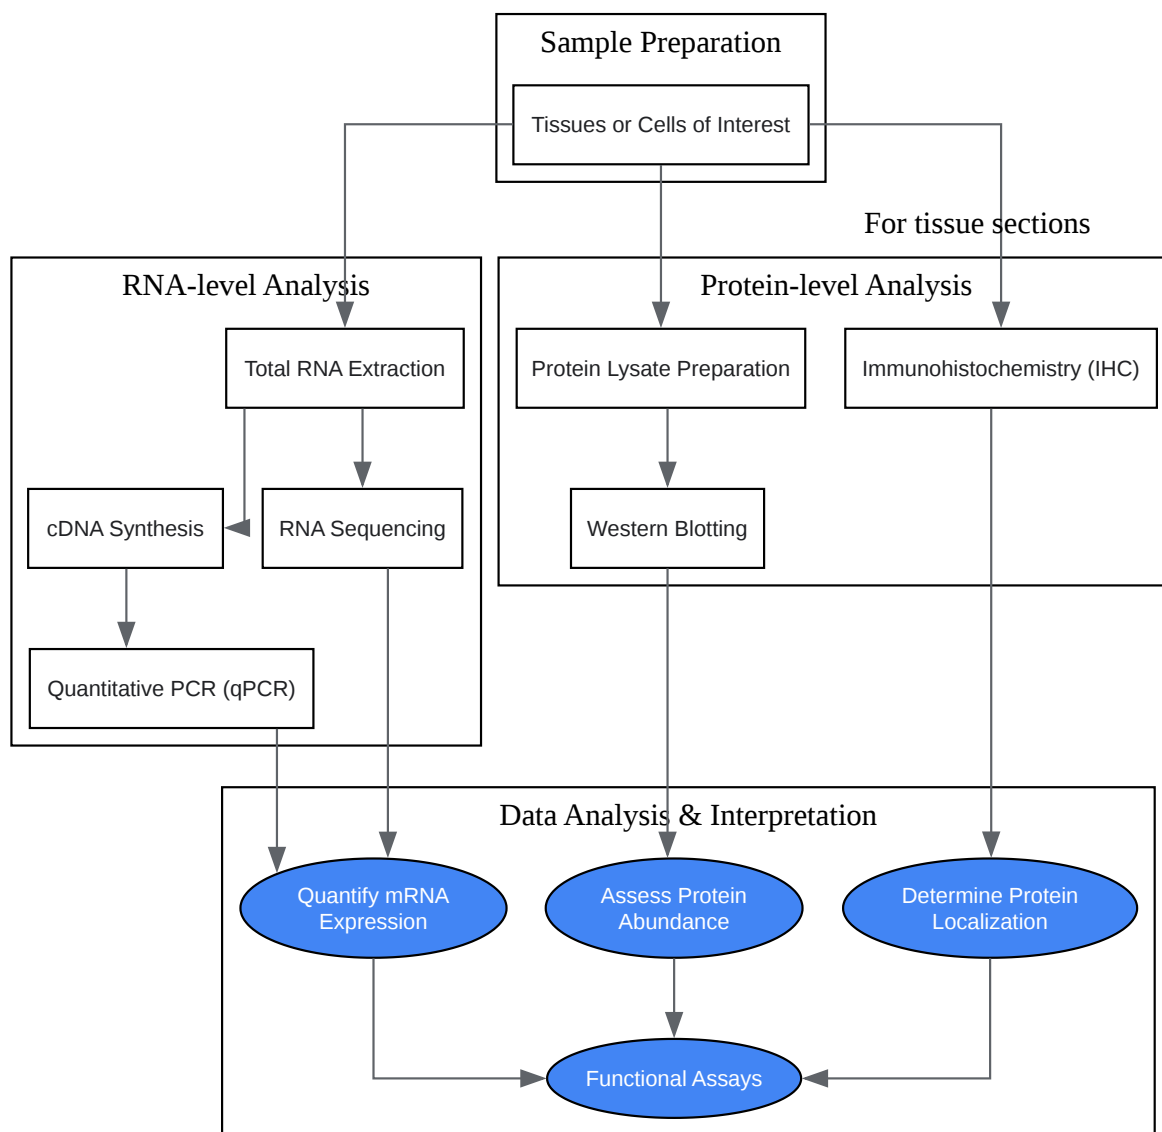 Sample Preparation
Tissues or Cells of Interest
For tissue sections
RNA-level Analysis
Protein-level Analysis
Total RNA Extraction
Protein Lysate Preparation
Immunohistochemistry (IHC)
cDNA Synthesis
RNA Sequencing
Western Blotting
Quantitative PCR (qPCR)
Data Analysis & Interpretation
Quantify mRNA
Expression
Assess Protein
Abundance
Determine Protein
Localization
Functional Assays